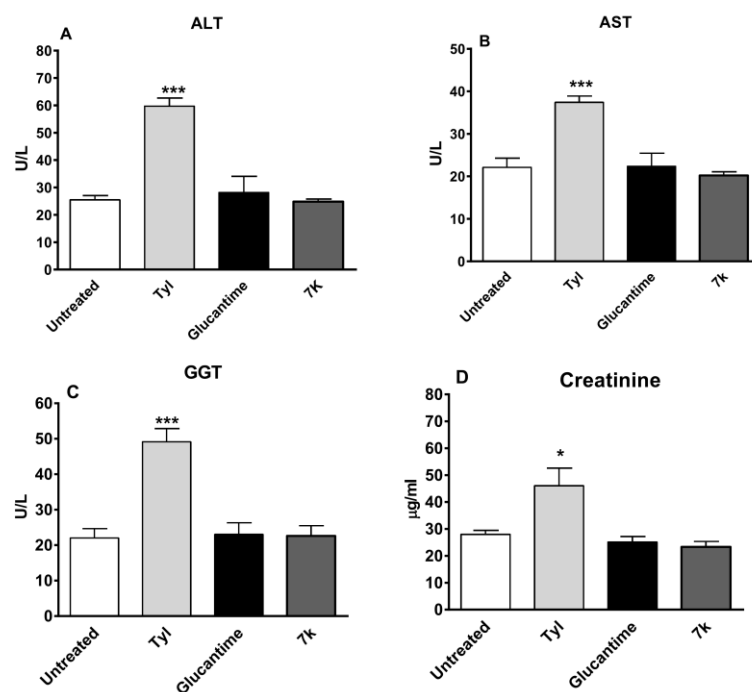 A
ALT
80
70
60
50
40
30
20
10
0
U/L
***
Untreated
Tyl
Glucantime
7K
B
AST
50
40
30
20
10
0
U/L
***
Untreated
Tyl
Glucantime
7K
C
GGT
60
50
40
30
20
10
0
U/L
***
Untreated
Tyl
Glucantime
7k
D
Creatinine
80
70
60
50
40
30
20
10
0
μg/ml
*
Untreated
Tyl
Glucantime
7k